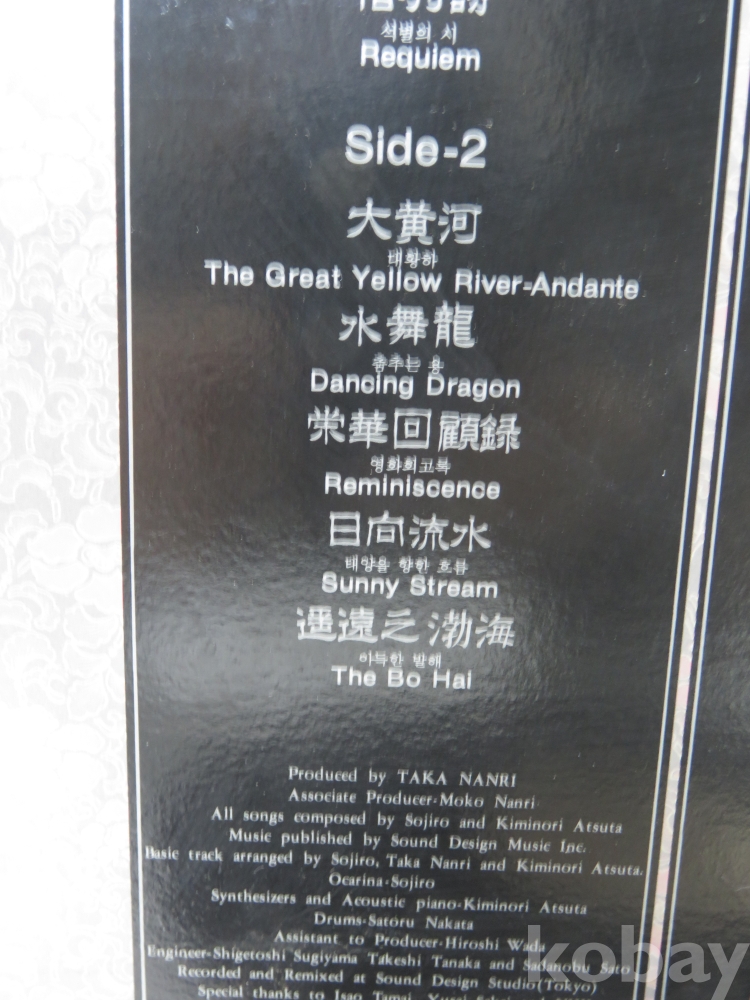 석별의 시
Requiem
Side-2
大黄河
대황하
The Great Yellow River-Andante
水舞龍
춤추는 용
Dancing Dragon
栄華回顧録
영화회고록
Reminiscence
日向流水
태양을 향한 흐름
Sunny Stream
遥遠之渤海
아득한 발해
The Bo Hai
Produced by TAKA NANRI
Associate Producer-Moko Nanri
All songs composed by Sojiro and Kiminori Atsuta
Music published by Sound Design Music Inc.
Basic track arranged by Sojiro, Taka Nanri and Kiminori Atsuta.
Ocarina-Sojiro
Synthesizers and Acoustic piano-Kiminori Atsuta
Drums-Satoru Nakata
Assistant to Producer-Hiroshi Wada
Engineer-Shigetoshi Sugiyama Takeshi Tanaka and Sadanobu Sato
Recorded and Remixed at Sound Design Studio(Tokyo)
Special thanks to Isao Tamai,
kobay